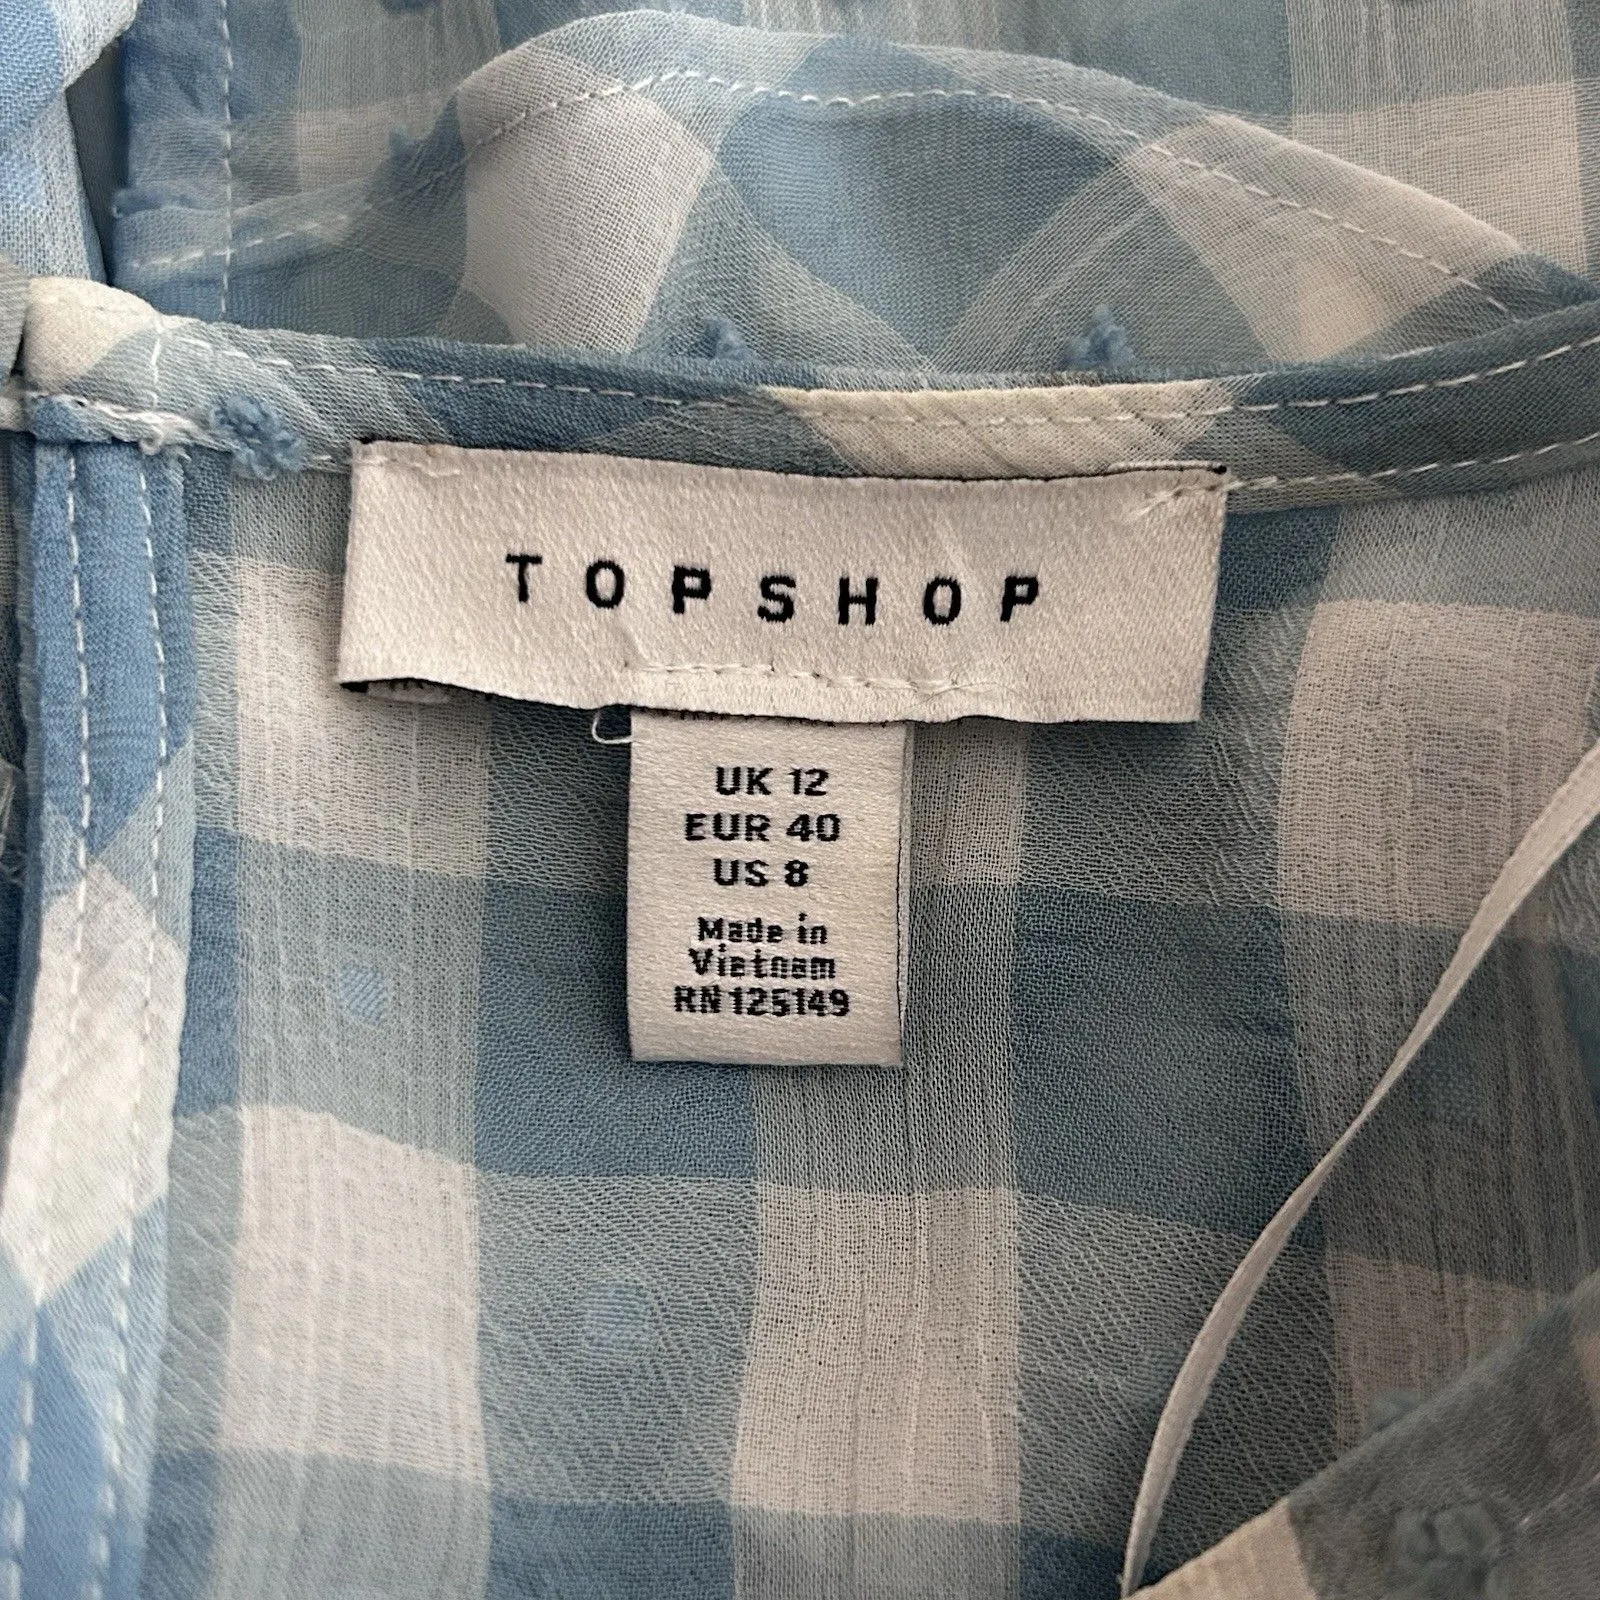 TOPSHOP
UK 12
EUR 40
US 8
Made in
Vietnam
RN 125149